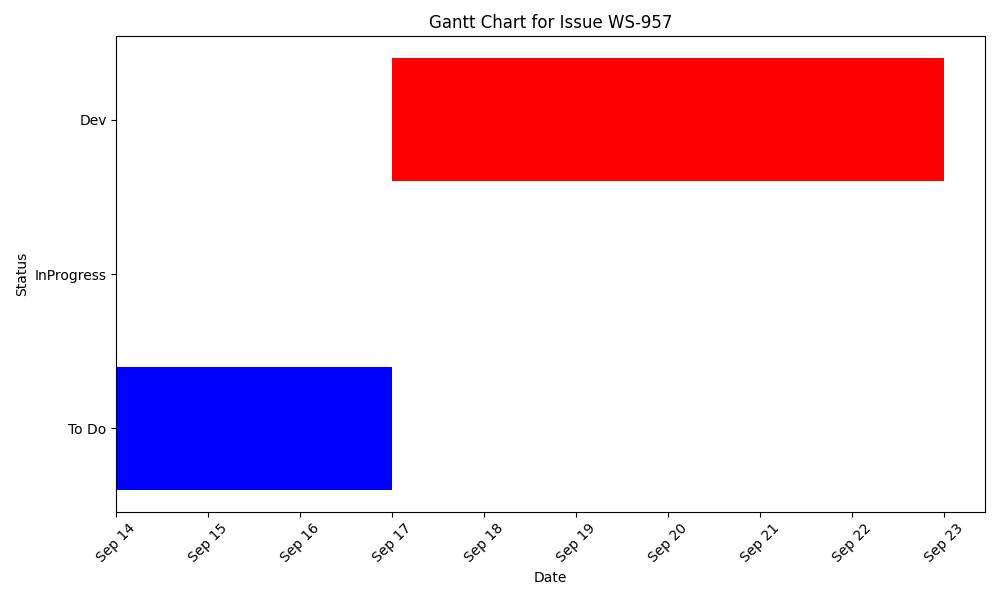 Gantt Chart for Issue WS-957
Status
Dev
InProgress
To Do
Sep 14
Sep 15
Sep 16
Sep 17
Sep 18
Sep 19
Sep 20
Sep 21
Sep 22
Sep 23
Date